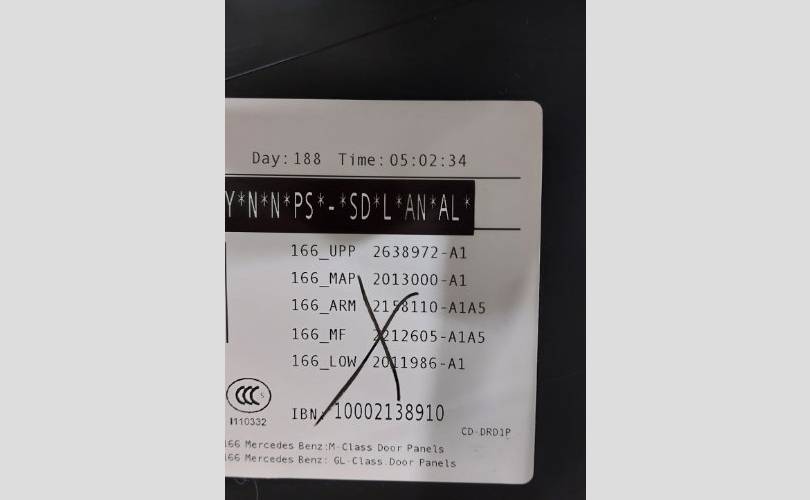 Day: 188 Time: 05:02:34
Y*N*N*PS*-*SD*L*AN*AL*
166_UPP 2638972-A1
166_MAP 2013000-A1
166_ARM 2158110-A1A5
166_MF 2212605-A1A5
166_LOW 2011986-A1
CCC S
I110332
IBN: 10002138910
CD-DRD1P
166 Mercedes Benz:M-Class Door Panels
166 Mercedes Benz: GL-Class Door Panels